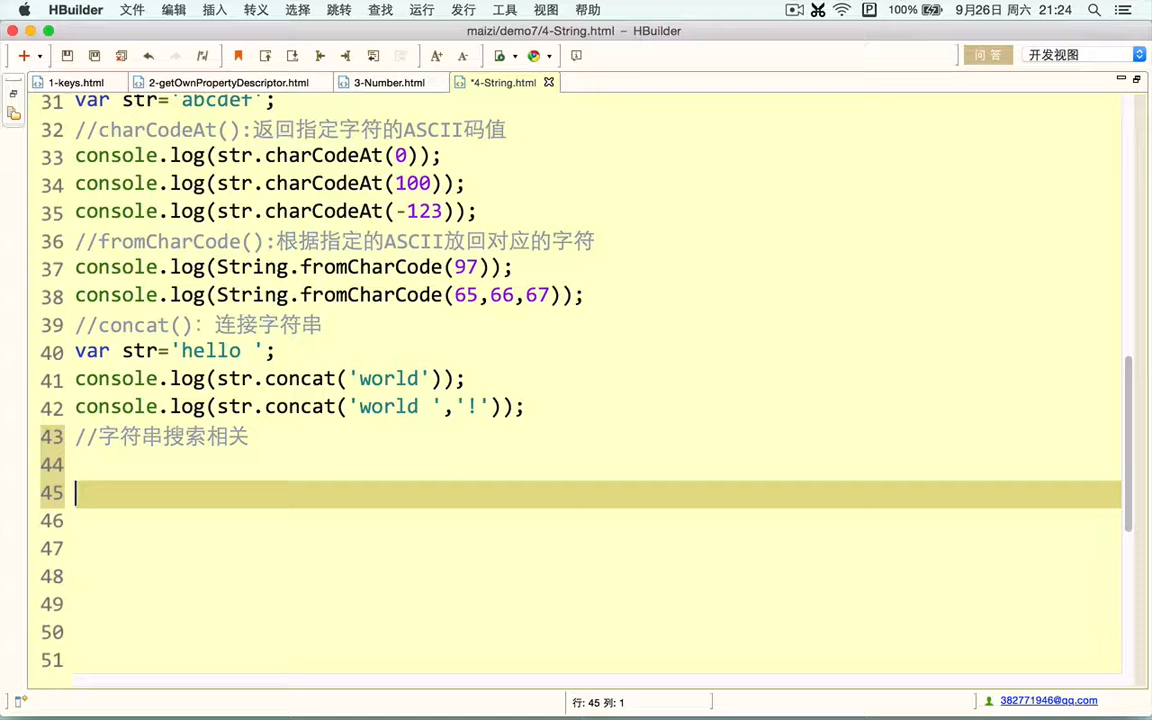 HBuilder 文件 编辑 插入 转义 选择 跳转 查找 运行 发行 工具 视图 帮助 100% 9月26日 周六 21:24
maizi/demo7/4-String.html – HBuilder
问 答 开发视图
1-keys.html 2-getOwnPropertyDescriptor.html 3-Number.html *4-String.html
31 var str='abcdef';
32 //charCodeAt():返回指定字符的ASCII码值
33 console.log(str.charCodeAt(0));
34 console.log(str.charCodeAt(100));
35 console.log(str.charCodeAt(-123));
36 //fromCharCode():根据指定的ASCII放回对应的字符
37 console.log(String.fromCharCode(97));
38 console.log(String.fromCharCode(65,66,67));
39 //concat(): 连接字符串
40 var str='hello ';
41 console.log(str.concat('world'));
42 console.log(str.concat('world ','!'));
43 //字符串搜索相关
44
45
46
47
48
49
50
51
行: 45 列: 1
382771946@qq.com